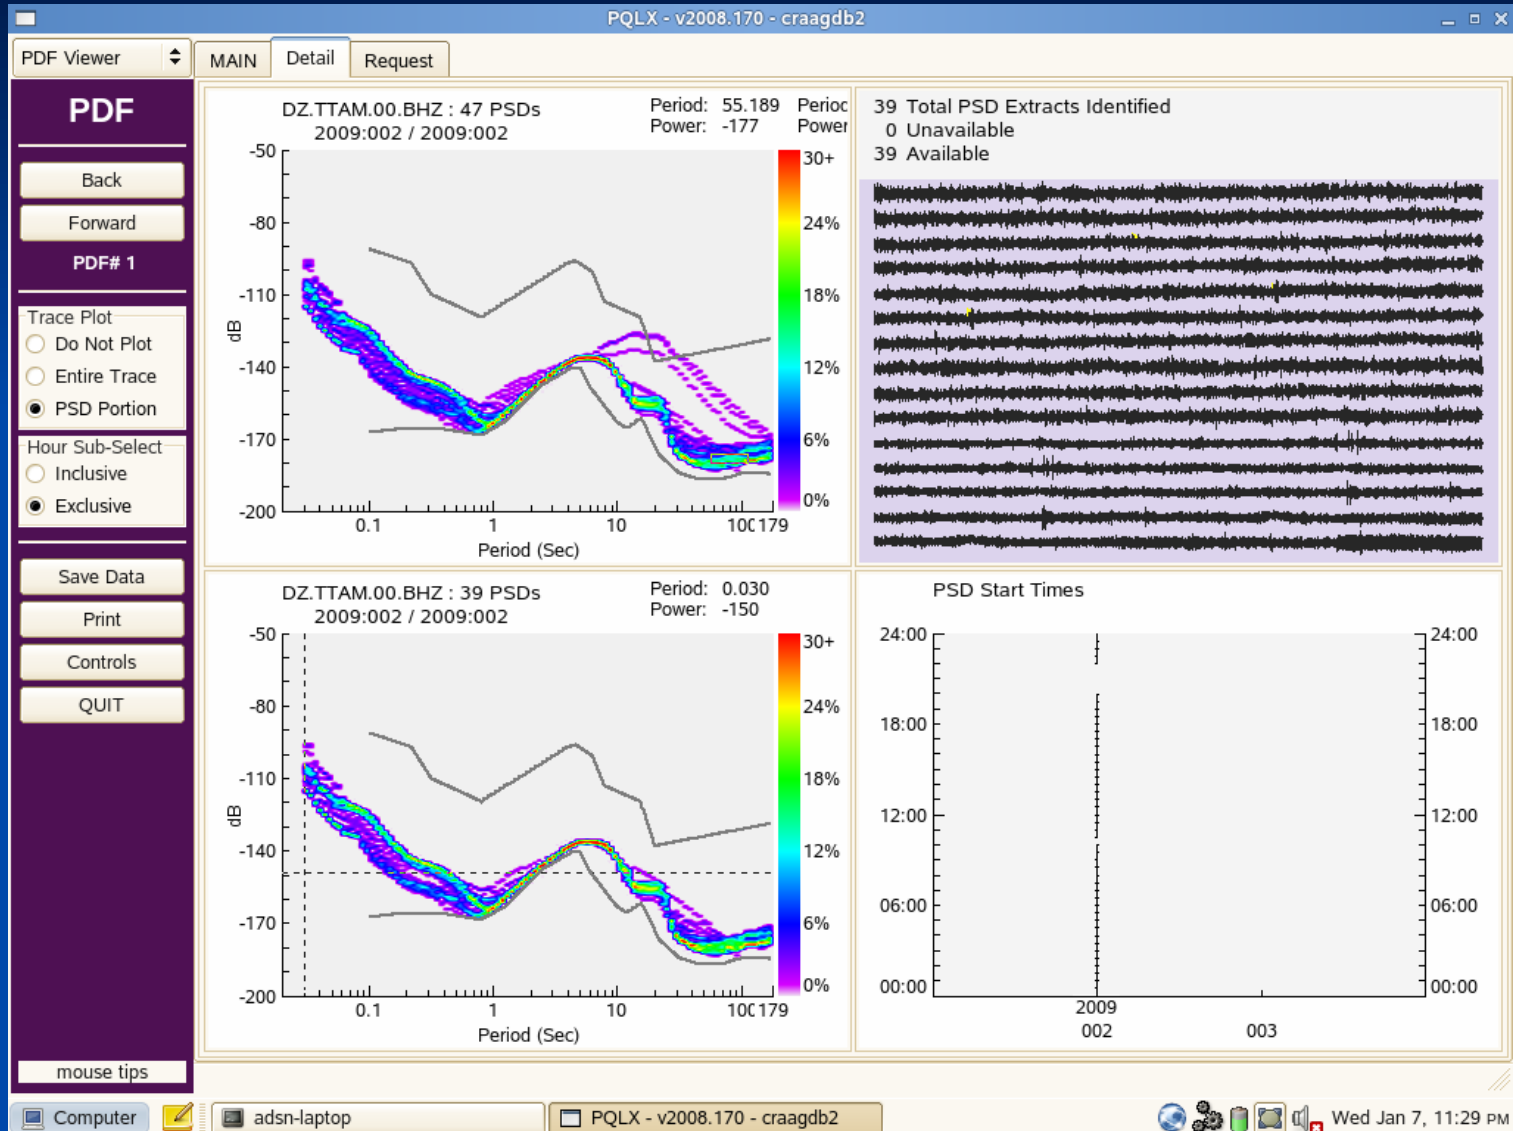 PQLX - v2008.170 - craagdb2
PDF Viewer
MAIN
Detail
Request
PDF
Back
Forward
PDF# 1
Trace Plot
Do Not Plot
Entire Trace
PSD Portion
Hour Sub-Select
Inclusive
Exclusive
Save Data
Print
Controls
QUIT
mouse tips
DZ.TTAM.00.BHZ : 47 PSDs
2009:002 / 2009:002
Period: 55.189 Period
Power: -177 Power
-50
-80
-110
-140
-170
-200
dB
0.1
1
10
100
179
Period (Sec)
30+
24%
18%
12%
6%
0%
39 Total PSD Extracts Identified
0 Unavailable
39 Available
DZ.TTAM.00.BHZ : 39 PSDs
2009:002 / 2009:002
Period: 0.030
Power: -150
-50
-80
-110
-140
-170
-200
dB
0.1
1
10
100
179
Period (Sec)
30+
24%
18%
12%
6%
0%
PSD Start Times
24:00
18:00
12:00
06:00
00:00
24:00
18:00
12:00
06:00
00:00
2009
002
003
Computer
adsn-laptop
PQLX - v2008.170 - craagdb2
Wed Jan 7, 11:29 PM